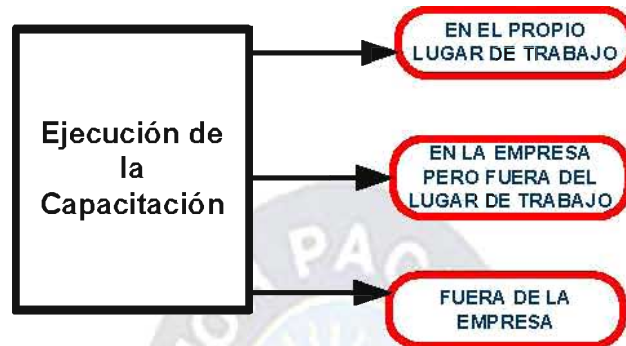 Ejecución de
la
Capacitación
EN EL PROPIO
LUGAR DE TRABAJO
EN LA EMPRESA
PERO FUERA DEL
LUGAR DE TRABAJO
FUERA DE LA
EMPRESA